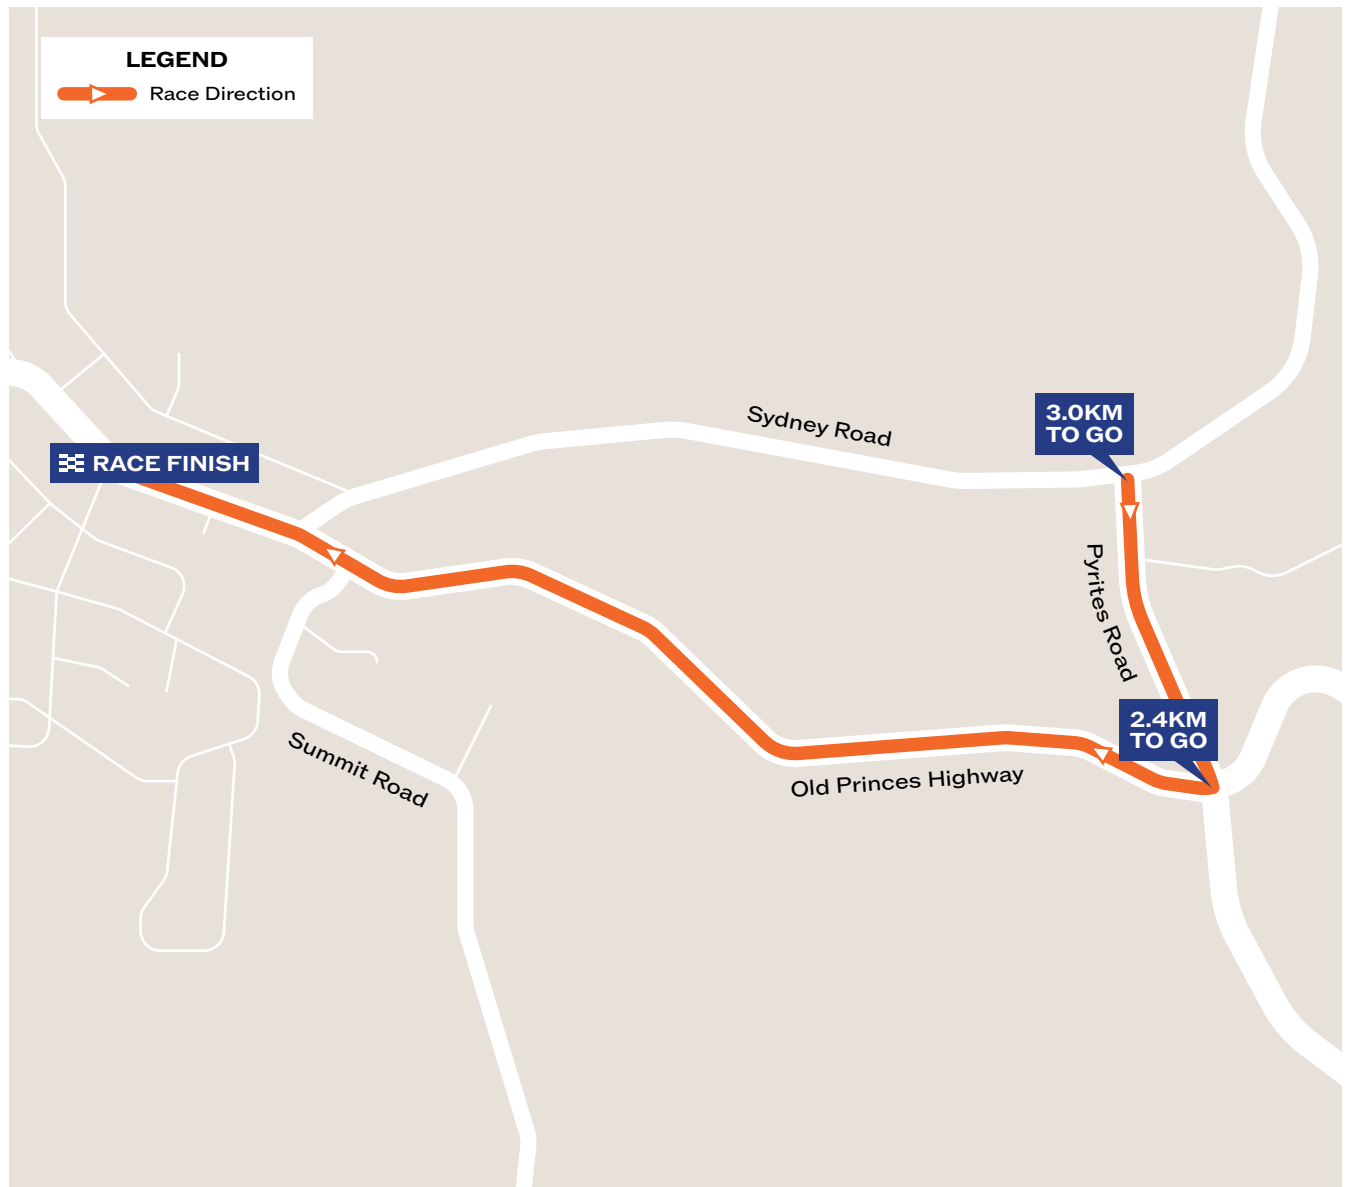 LEGEND
Race Direction
Sydney Road
3.0KM
TO GO
RACE FINISH
Pyrites Road
2.4KM
TO GO
Summit Road
Old Princes Highway